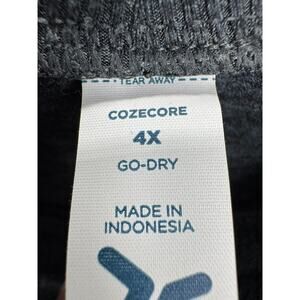 TEAR AWAY
COZECORE
4X
GO-DRY
MADE IN
INDONESIA